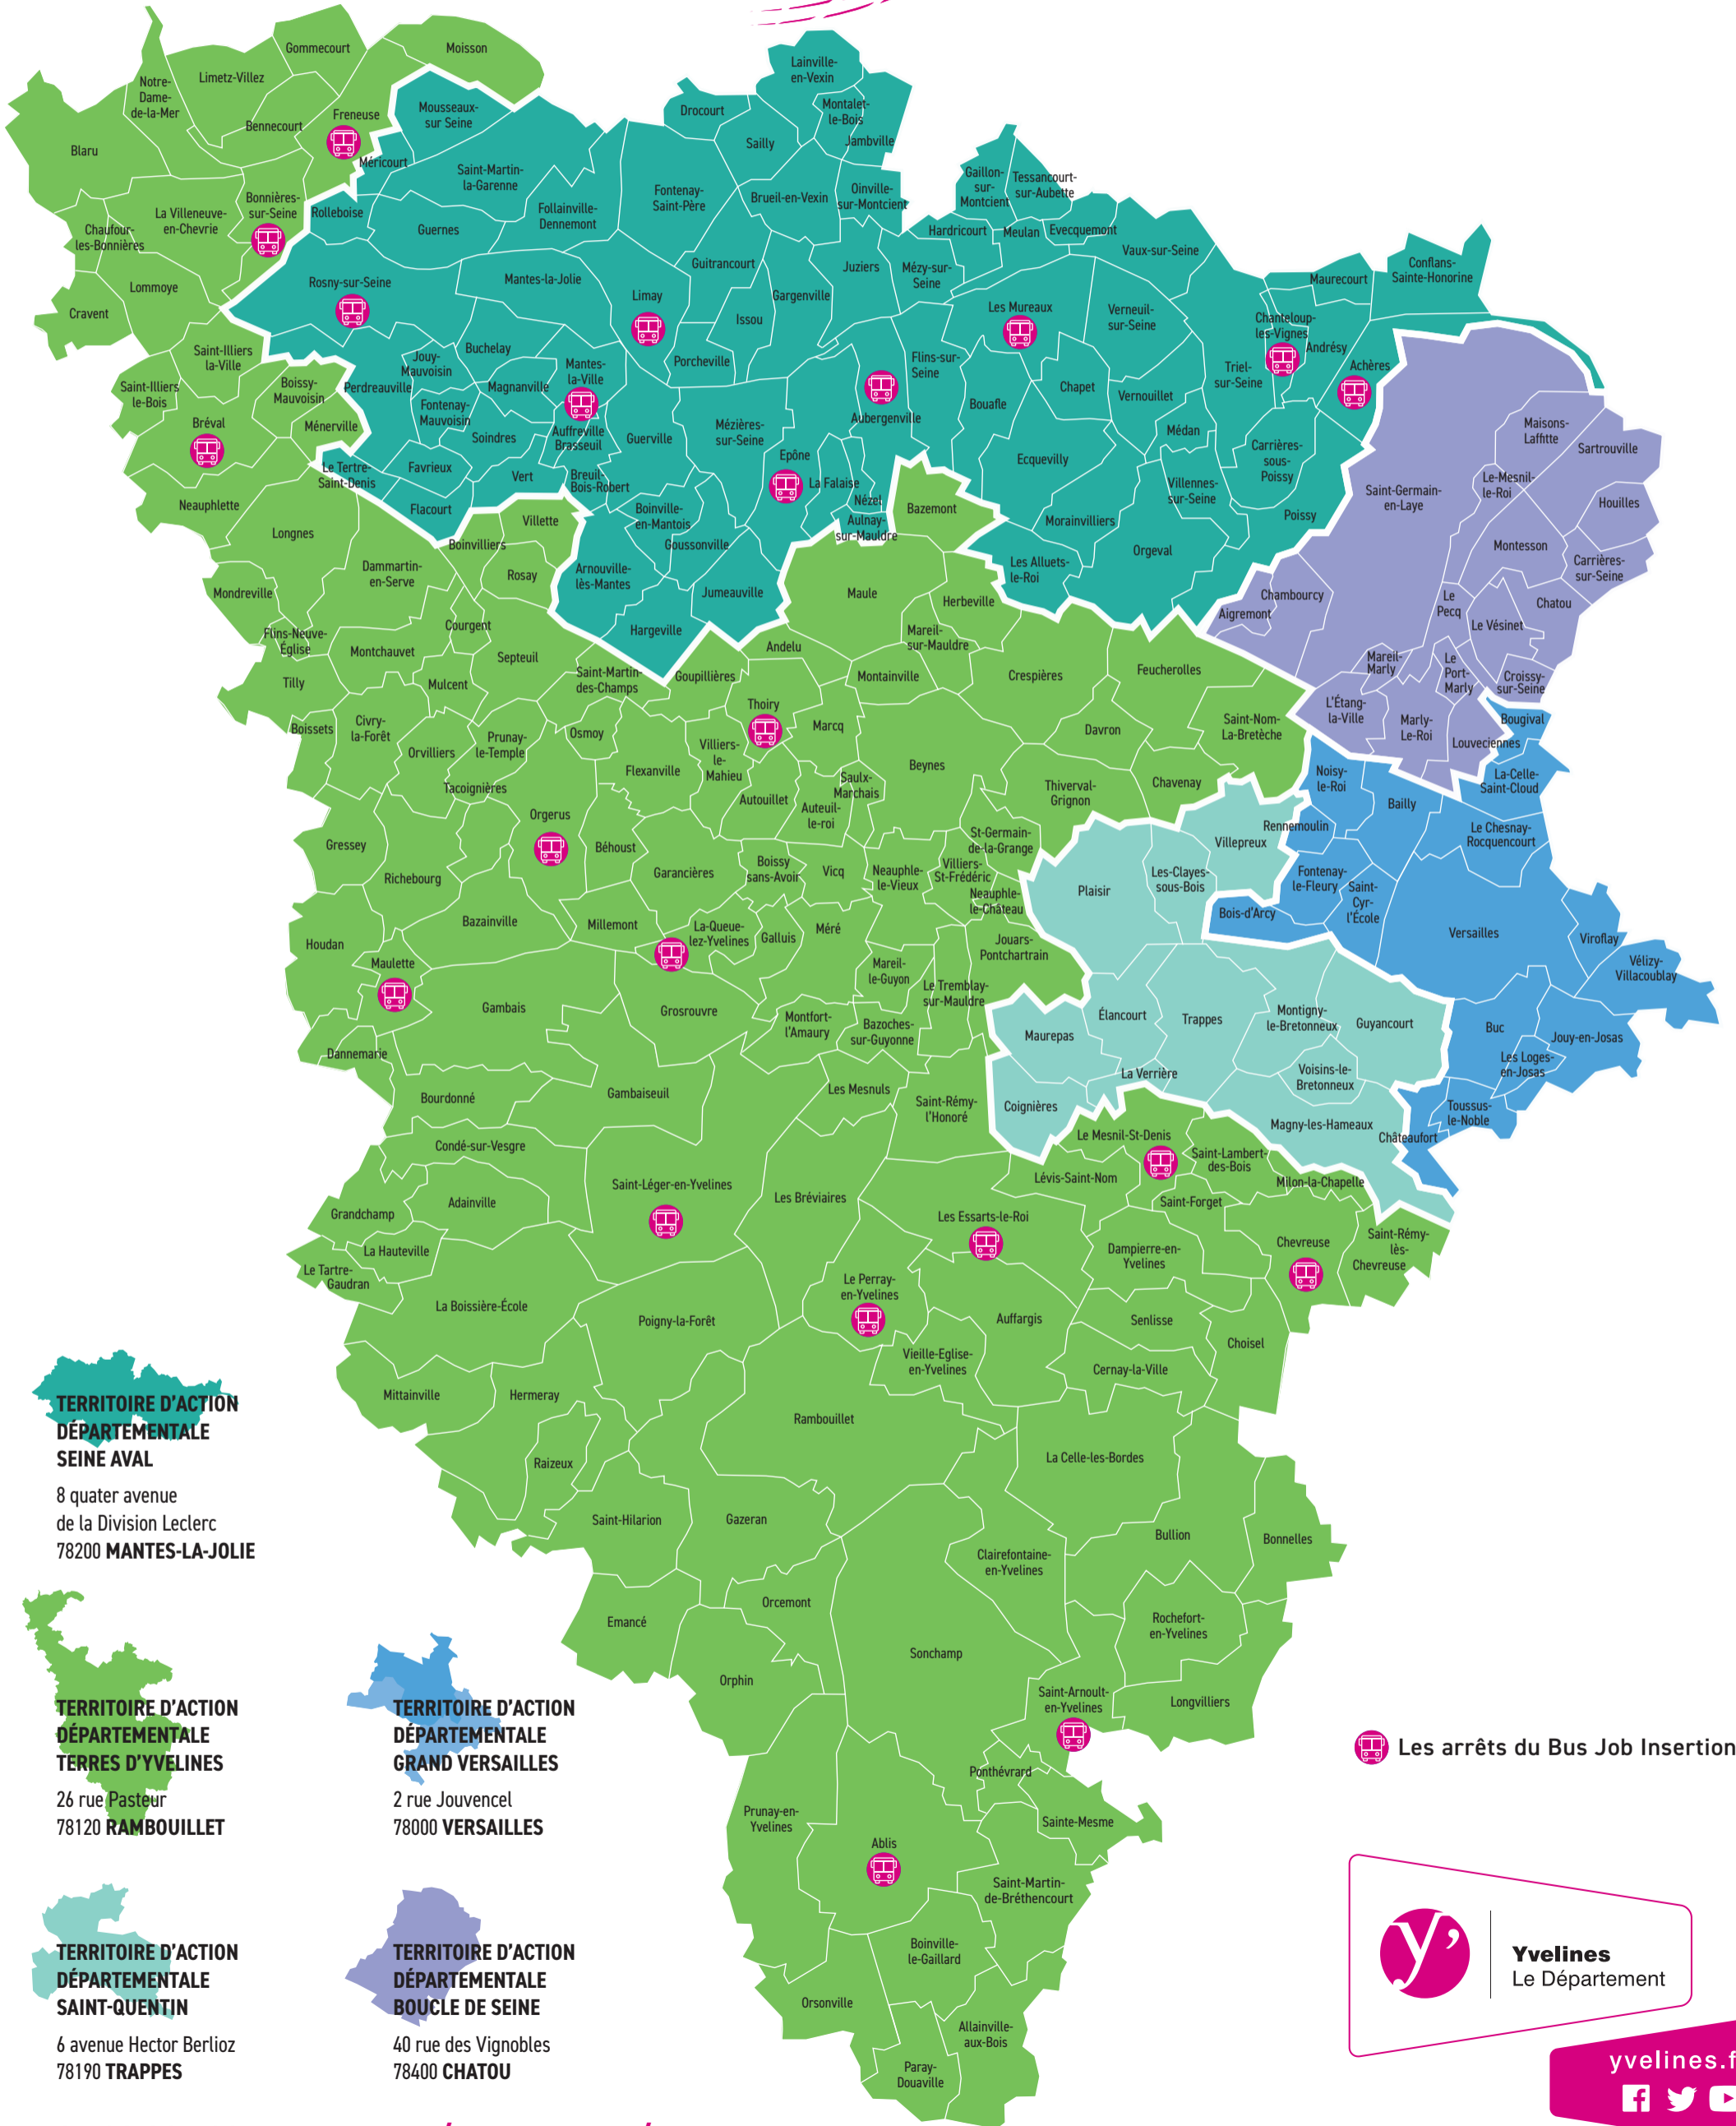 Gommecourt
Moisson
Limetz-Villez
Notre-
Dame-
de-la-Mer
Bennecourt
Freneuse
Blaru
Mousseaux-
sur Seine
Méricourt
Saint-Martin-
la-Garenne
Drocourt
Lainville-
en-Vexin
Montalet-
le-Bois
Sailly
Jambville
Fontenay-
Saint-Père
Brueil-en-Vexin
Oinville-
sur-Montcient
Gaillon-
sur-
Montcient
Tessancourt-
sur-Aubette
Bonnières-
sur-Seine
La Villeneuve-
en-Chevrie
Chaufour-
les-Bonnières
Rolleboise
Guernes
Follainville-
Dennemont
Hardricourt
Meulan
Evecquemont
Vaux-sur-Seine
Lommoye
Cravent
Rosny-sur-Seine
Mantes-la-Jolie
Limay
Guitrancourt
Gargenville
Issou
Juziers
Mézy-sur-
Seine
Les Mureaux
Verneuil-
sur-Seine
Conflans-
Sainte-Honorine
Maurecourt
Chanteloup-
les-Vignes
Andrésy
Achères
Triel-
sur-Seine
Saint-Illiers
la-Ville
Saint-Illiers
le-Bois
Boissy-
Mauvoisin
Bréval
Ménerville
Perdreauville
Jouy-
Mauvoisin
Buchelay
Magnanville
Mantes-
la-Ville
Porcheville
Fontenay-
Mauvoisin
Soindres
Auffreville
Brasseuil
Guerville
Mézières-
sur-Seine
Flins-sur-
Seine
Aubergenville
Bouafle
Chapet
Vernouillet
Médan
Epône
La Falaise
Nézel
Aulnay-
sur-Mauldre
Ecquevilly
Carrières-
sous-
Poissy
Villennes-
sur-Seine
Poissy
Morainvilliers
Orgeval
Les Alluets-
le-Roi
Le Tertre-
Saint-Denis
Favrieux
Vert
Breuil-
Bois-Robert
Flacourt
Boinville-
en-Mantois
Goussonville
Arnouville-
lès-Mantes
Jumeauville
Hargeville
Maisons-
Laffitte
Sartrouville
Le-Mesnil-
le-Roi
Saint-Germain-
en-Laye
Houilles
Montesson
Carrières-
sur-Seine
Chambourcy
Aigremont
Le
Pecq
Chatou
Le Vésinet
Mareil-
Marly
Le
Port-
Marly
Croissy-
sur-Seine
L'Étang-
la-Ville
Marly-
Le-Roi
Louveciennes
Bougival
La-Celle-
Saint-Cloud
Neauphlette
Longnes
Villette
Boinvilliers
Rosay
Dammartin-
en-Serve
Mondreville
Flins-Neuve-
Église
Courgent
Montchauvet
Septeuil
Tilly
Mulcent
Saint-Martin-
des-Champs
Bazemont
Maule
Herbeville
Mareil-
sur-Mauldre
Andelu
Goupillières
Montainville
Crespières
Feucherolles
Thoiry
Marcq
Davron
Saint-Nom-
La-Bretèche
Boissets
Civry-
la-Forêt
Orvilliers
Prunay-
le-Temple
Osmoy
Tacoignières
Flexanville
Villiers-
le-
Mahieu
Autouillet
Saulx-
Marchais
Auteuil-
le-roi
Beynes
Thiverval-
Grignon
Chavenay
Noisy-
le-Roi
Bailly
Rennemoulin
Le Chesnay-
Rocquencourt
Villepreux
Orgerus
Gressey
Béhoust
Richebourg
Garancières
Boissy
sans-Avoir
Vicq
Neauphle-
le-Vieux
St-Germain-
de-la-Grange
Villiers-
St-Frédéric
Neauphle-
le-Château
Plaisir
Les-Clayes-
sous-Bois
Fontenay-
le-Fleury
Saint-
Cyr-
l'École
Bois-d'Arcy
Versailles
Viroflay
Vélizy-
Villacoublay
Bazainville
Millemont
La-Queue-
lez-Yvelines
Galluis
Méré
Jouars-
Pontchartrain
Houdan
Maulette
Gambais
Grosrouvre
Mareil-
le-Guyon
Le Tremblay-
sur-Mauldre
Montfort-
l'Amaury
Bazoches-
sur-Guyonne
Maurepas
Élancourt
Trappes
Montigny-
le-Bretonneux
Guyancourt
Buc
Jouy-en-Josas
Les Loges-
en-Josas
Dannemarie
La Verrière
Voisins-le-
Bretonneux
Coignières
Magny-les-Hameaux
Toussus-
le-Noble
Châteaufort
Bourdonné
Gambaiseuil
Les Mesnuls
Saint-Rémy-
l'Honoré
Condé-sur-Vesgre
Le Mesnil-St-Denis
Saint-Lambert-
des-Bois
Lévis-Saint-Nom
Milon-la-Chapelle
Saint-Forget
Adainville
Saint-Léger-en-Yvelines
Les Bréviaires
Grandchamp
Les Essarts-le-Roi
La Hauteville
Le Tartre-
Gaudran
Dampierre-en-
Yvelines
Chevreuse
Saint-Rémy-
lès-
Chevreuse
La Boissière-École
Poigny-la-Forêt
Le Perray-
en-Yvelines
Auffargis
Senlisse
Choisel
Vieille-Eglise-
en-Yvelines
Cernay-la-Ville
Mittainville
Hermeray
Rambouillet
Raizeux
La Celle-les-Bordes
Saint-Hilarion
Gazeran
Bullion
Bonnelles
Clairefontaine-
en-Yvelines
Orcemont
Emancé
Rochefort-
en-Yvelines
Sonchamp
Orphin
Saint-Arnoult-
en-Yvelines
Longvilliers
Ponthévrard
Prunay-en-
Yvelines
Sainte-Mesme
Ablis
Saint-Martin-
de-Bréthencourt
Boinville-
le-Gaillard
Orsonville
Allainville-
aux-Bois
Paray-
Douaville
TERRITOIRE D'ACTION
DÉPARTEMENTALE
SEINE AVAL
8 quater avenue
de la Division Leclerc
78200 MANTES-LA-JOLIE
TERRITOIRE D'ACTION
DÉPARTEMENTALE
TERRES D'YVELINES
26 rue Pasteur
78120 RAMBOUILLET
TERRITOIRE D'ACTION
DÉPARTEMENTALE
GRAND VERSAILLES
2 rue Jouvencel
78000 VERSAILLES
TERRITOIRE D'ACTION
DÉPARTEMENTALE
SAINT-QUENTIN
6 avenue Hector Berlioz
78190 TRAPPES
TERRITOIRE D'ACTION
DÉPARTEMENTALE
BOUCLE DE SEINE
40 rue des Vignobles
78400 CHATOU
Les arrêts du Bus Job Insertion
y'
Yvelines
Le Département
yvelines.f